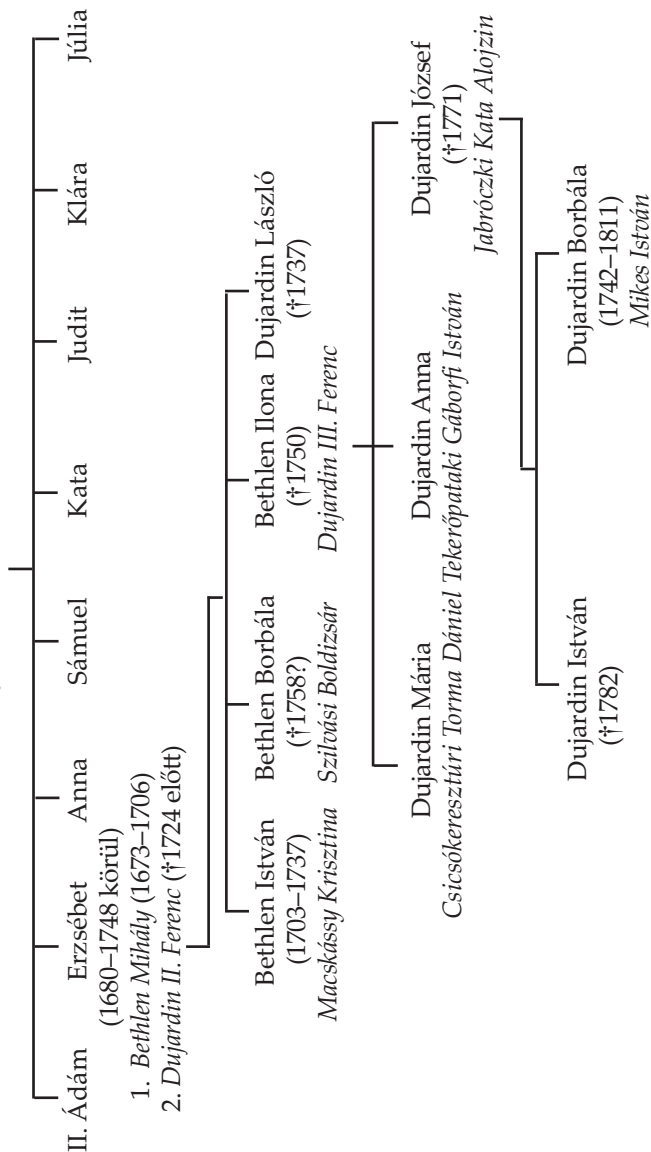 II. Ádám Erzsébet Anna Sámuel Kata Judit Klára Júlia
(1680–1748 körül)
1. Bethlen Mihály (1673–1706)
2. Dujardin II. Ferenc (†1724 előtt)
Bethlen István Bethlen Borbála Bethlen Ilona Dujardin László
(1703–1737) (†1758?) (†1750) (†1737)
Macskássy Krisztina Szilvási Boldizsár Dujardin III. Ferenc
Dujardin Mária Dujardin Anna Dujardin József
Csicsókeresztúri Torma Dániel Tekerőpataki Gáborfi István (†1771)
Jabróczki Kata Alojzin
Dujardin István Dujardin Borbála
(†1782) (1742–1811)
Mikes István